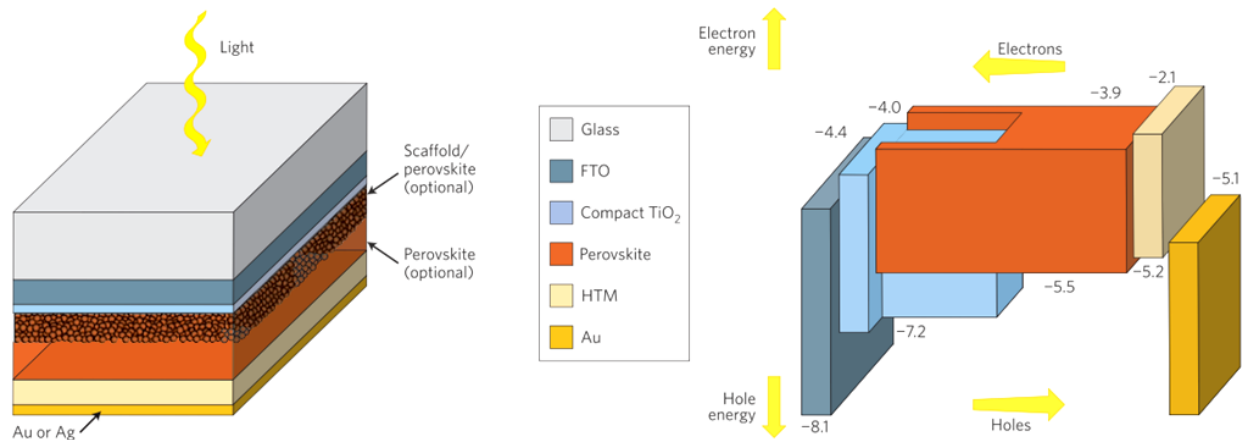 Light
Scaffold/
perovskite
(optional)
Perovskite
(optional)
Au or Ag
Glass
FTO
Compact TiO₂
Perovskite
HTM
Au
Electron
energy
Electrons
−2.1
−3.9
−4.0
−4.4
−5.1
−5.2
−5.5
−7.2
Hole
energy
Holes
−8.1